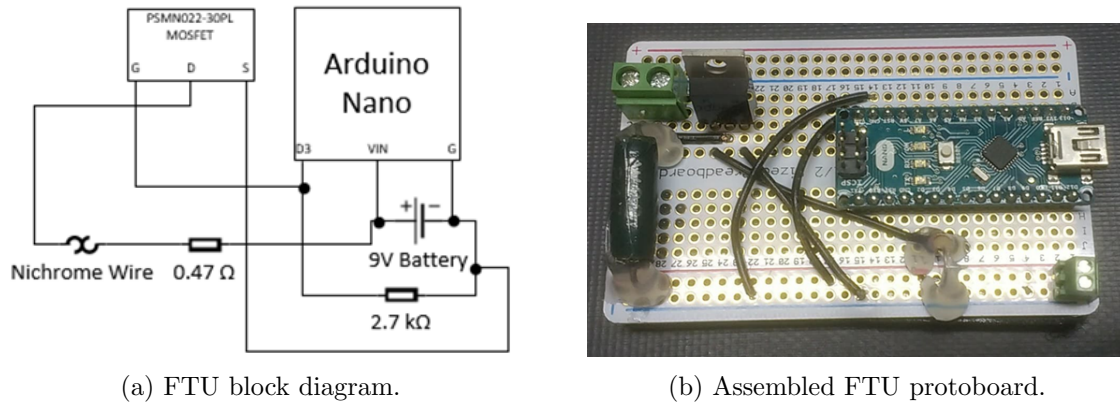 PSMN022-30PL
MOSFET
G D S
Arduino
Nano
D3 VIN G
+ −
9V Battery
Nichrome Wire 0.47 Ω
2.7 kΩ
ICSP
(a) FTU block diagram.
(b) Assembled FTU protoboard.